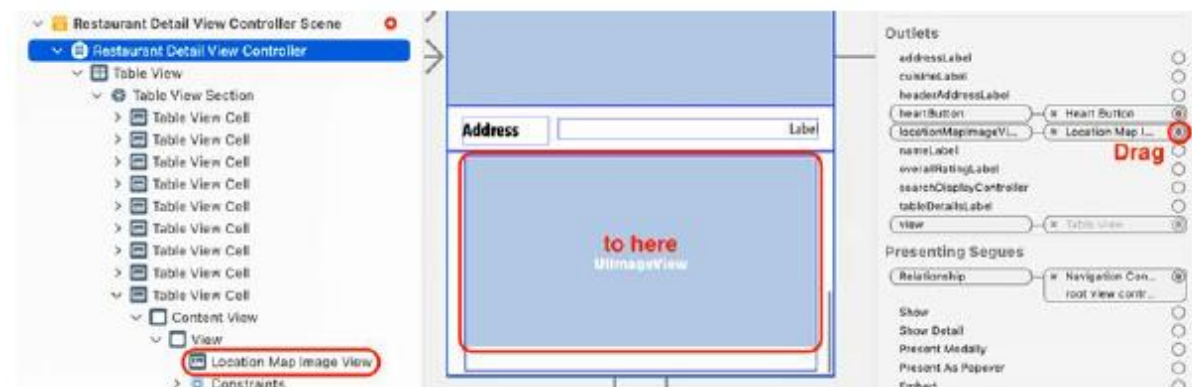 Restaurant Detail View Controller Scene
Restaurant Detail View Controller
Table View
Table View Section
Table View Cell
Table View Cell
Table View Cell
Table View Cell
Table View Cell
Table View Cell
Table View Cell
Table View Cell
Table View Cell
Content View
View
Location Map Image View
Constraints
Address
Label
to here
UIImageView
Outlets
addressLabel
cuisineLabel
headerAddressLabel
heartButton Heart Button
locationMapImageVi... Location Map I...
nameLabel
Drag
overallRatingLabel
searchDisplayController
tableDetailsLabel
view Table View
Presenting Segues
Relationship Navigation Con...
root view contr...
Show
Show Detail
Present Modally
Present As Popover
Embed